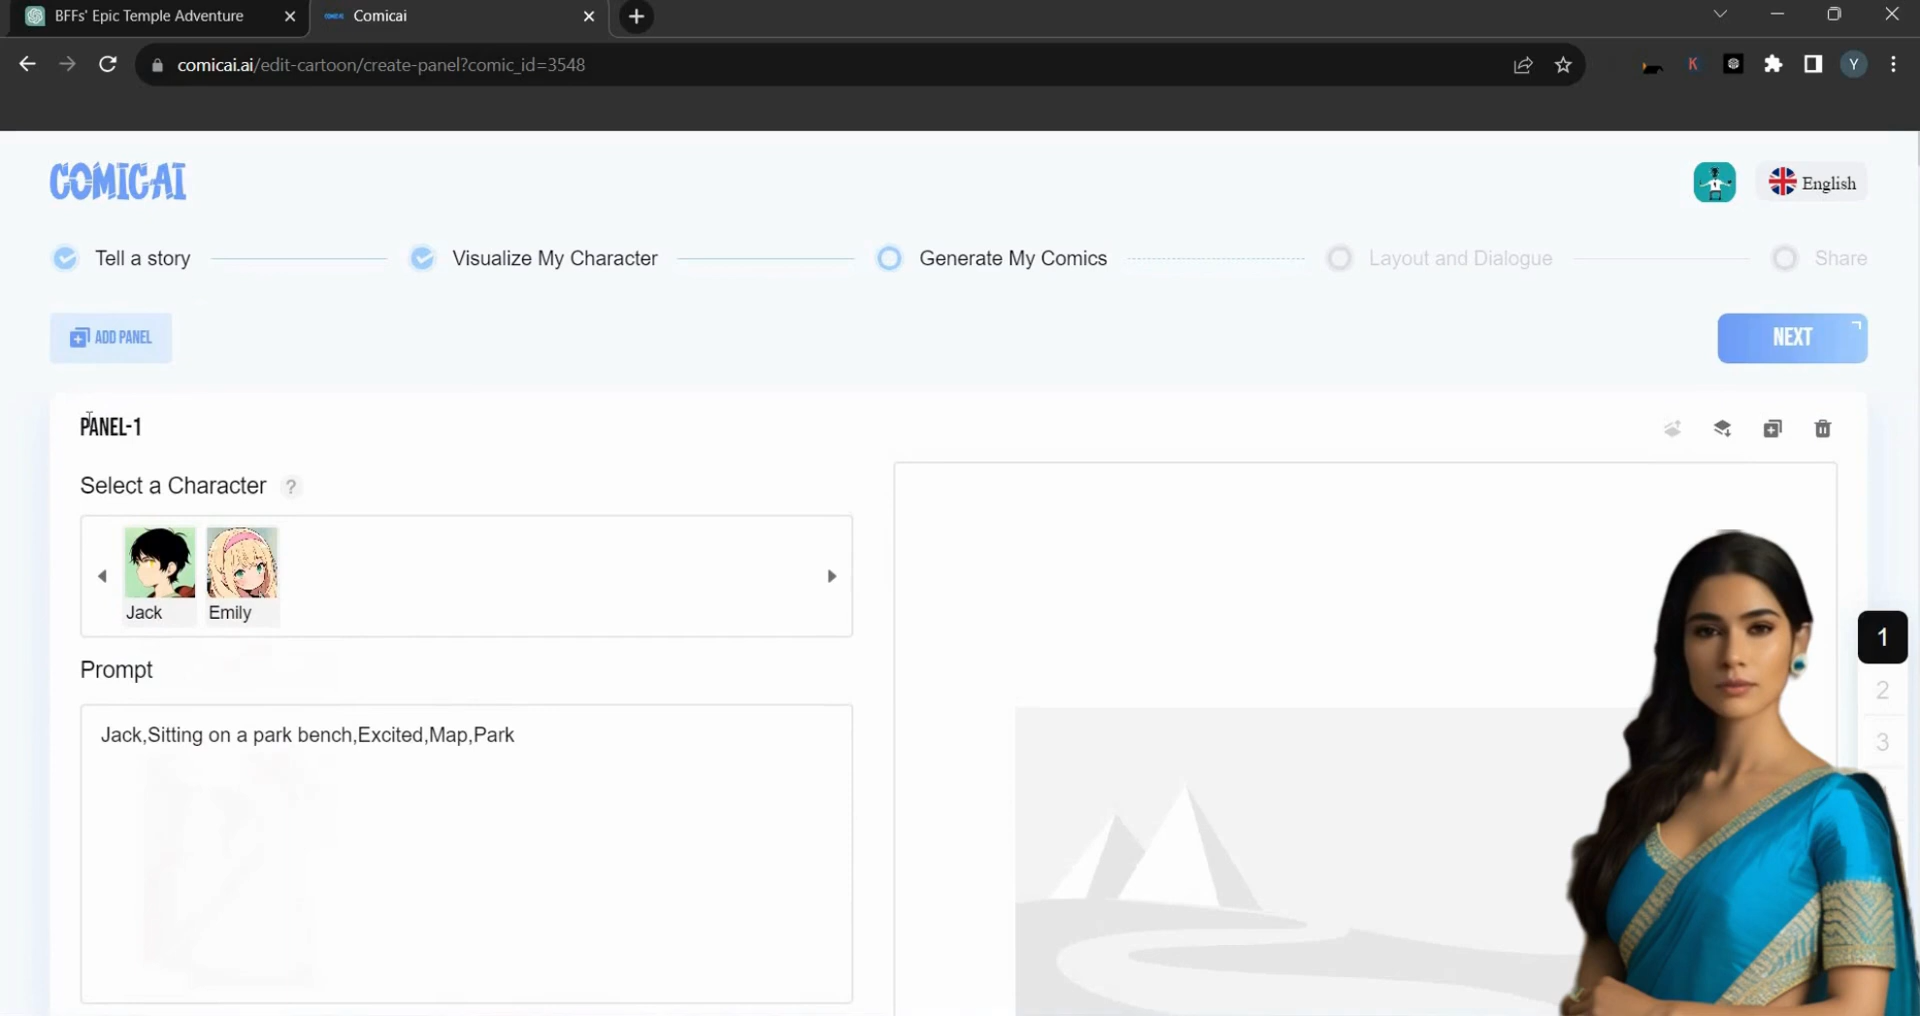 BFFs' Epic Temple Adventure
Comicai
comicai.ai/edit-cartoon/create-panel?comic_id=3548
K
Y
COMICAI
English
Tell a story
Visualize My Character
Generate My Comics
Layout and Dialogue
Share
ADD PANEL
NEXT
PANEL-1
Select a Character ?
Jack
Emily
1
2
3
Prompt
Jack,Sitting on a park bench,Excited,Map,Park